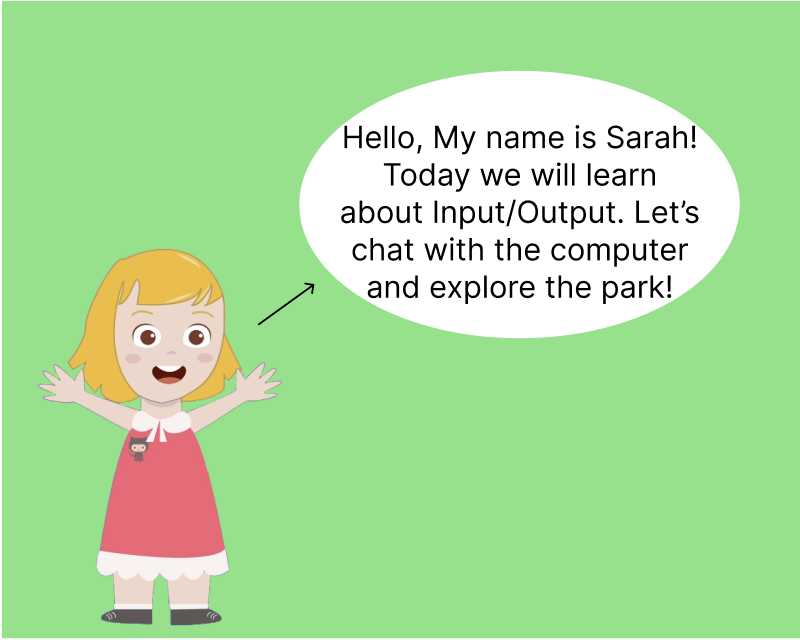 Hello, My name is Sarah!
Today we will learn
about Input/Output. Let’s
chat with the computer
and explore the park!